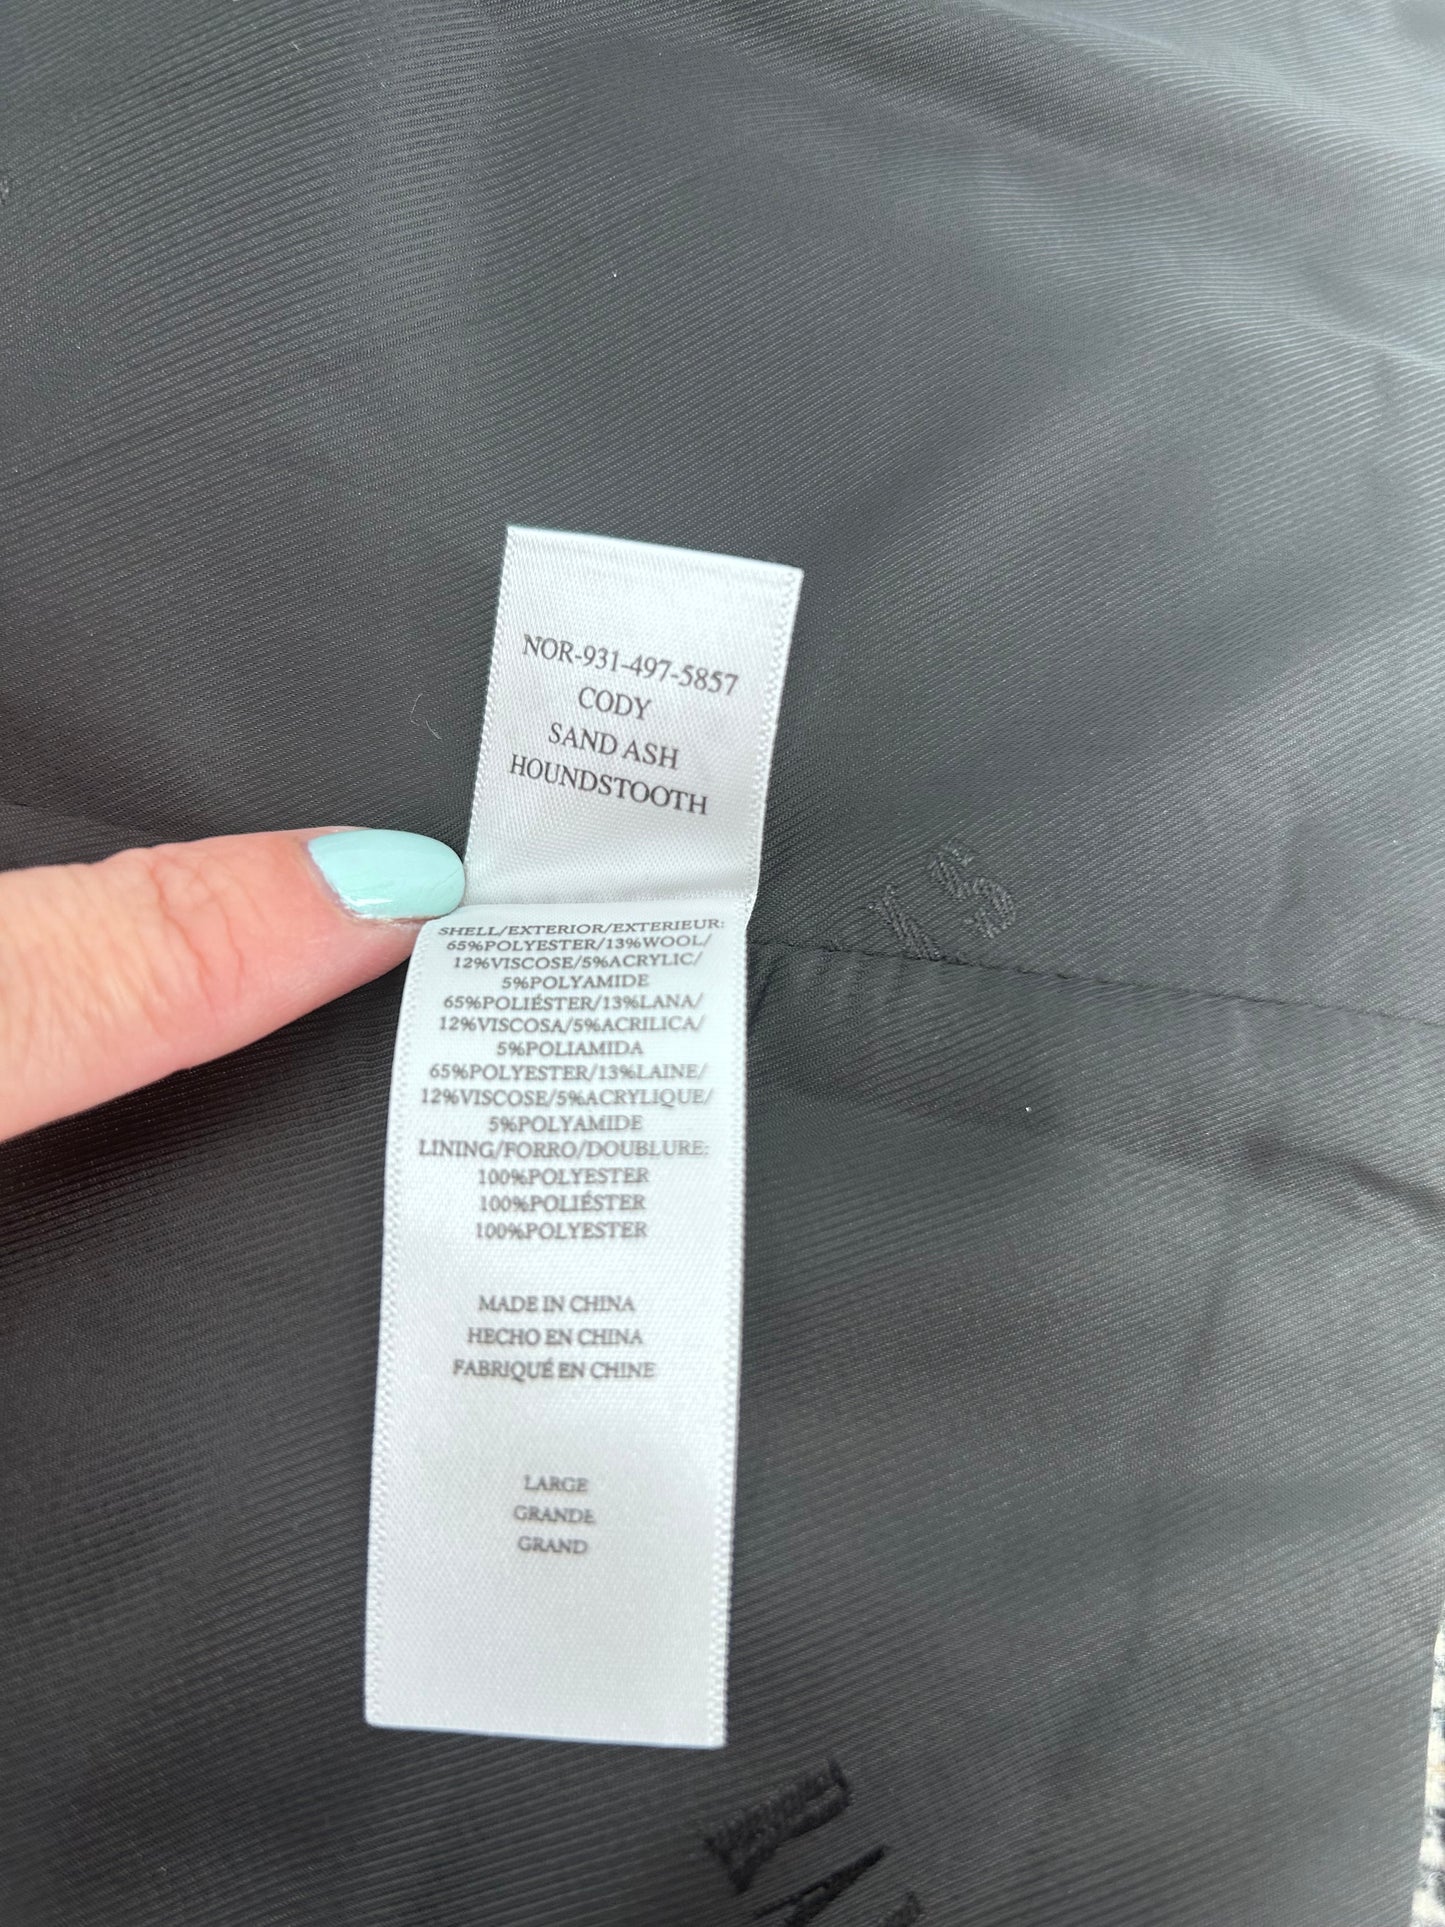 NOR-931-497-5857
CODY
SAND ASH
HOUNDSTOOTH
SHELL/EXTERIOR/EXTERIEUR:
65%POLYESTER/13%WOOL/
12%VISCOSE/5%ACRYLIC/
5%POLYAMIDE
65%POLIÉSTER/13%LANA/
12%VISCOSA/5%ACRILICA/
5%POLIAMIDA
65%POLYESTER/13%LAINE/
12%VISCOSE/5%ACRYLIQUE/
5%POLYAMIDE
LINING/FORRO/DOUBLURE:
100%POLYESTER
100%POLIÉSTER
100%POLYESTER
MADE IN CHINA
HECHO EN CHINA
FABRIQUÉ EN CHINE
LARGE
GRANDE
GRAND